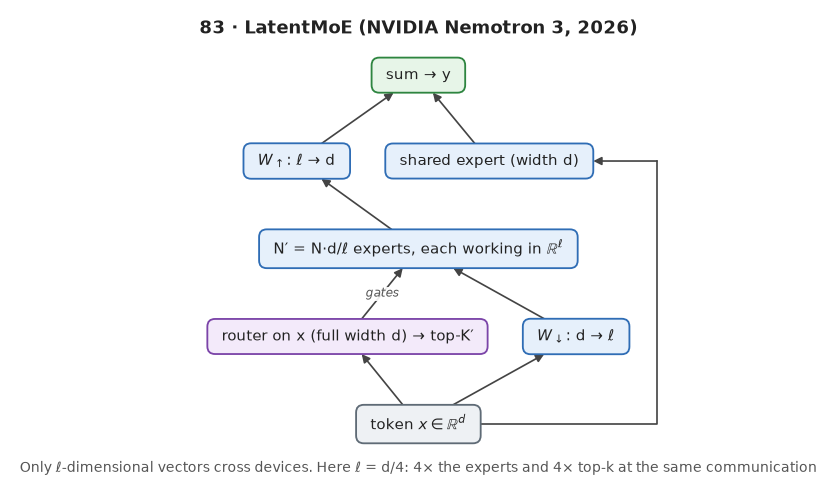 83 · LatentMoE (NVIDIA Nemotron 3, 2026)
sum → y
W↑: ℓ → d
shared expert (width d)
N′ = N·d/ℓ experts, each working in ℝ^ℓ
gates
router on x (full width d) → top-K′
W↓: d → ℓ
token x ∈ ℝ^d
Only ℓ-dimensional vectors cross devices. Here ℓ = d/4: 4× the experts and 4× top-k at the same communication